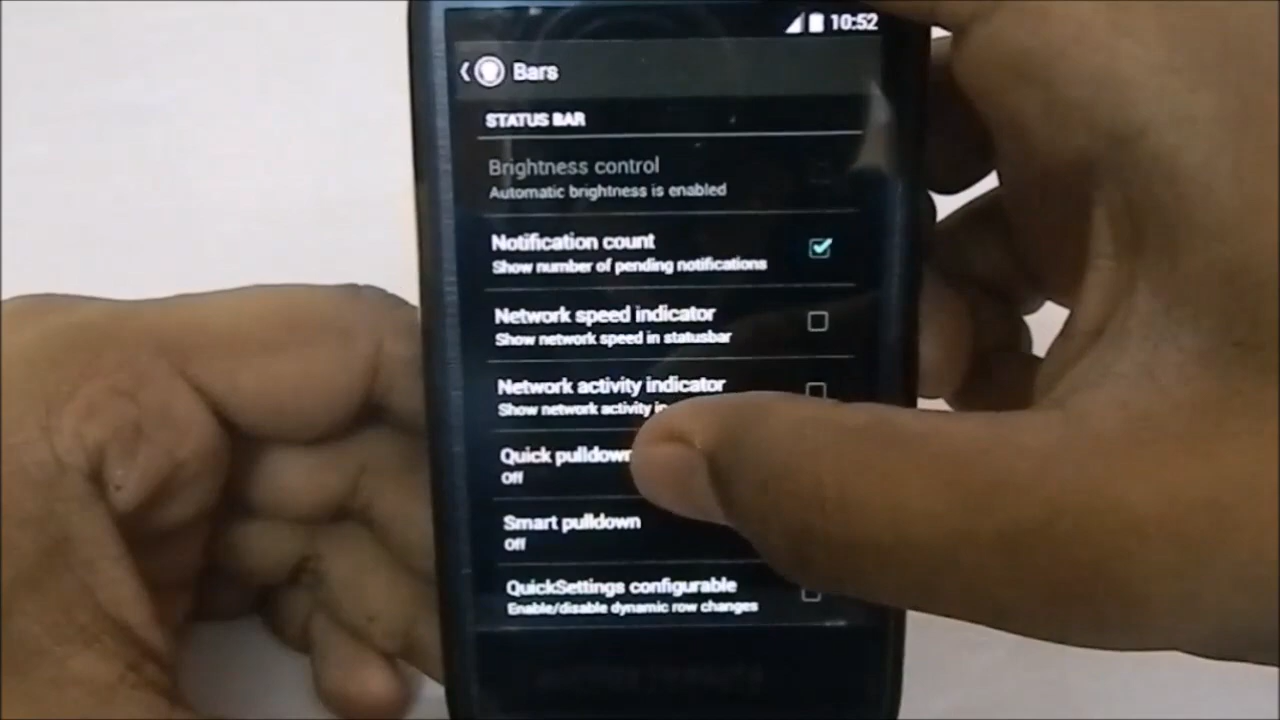 10:52
Bars
STATUS BAR
Brightness control
Automatic brightness is enabled
Notification count
Show number of pending notifications
Network speed indicator
Show network speed in statusbar
Network activity indicator
Show network activity
Quick pulldown
Off
Smart pulldown
Off
QuickSettings configurable
Enable/disable dynamic row changes